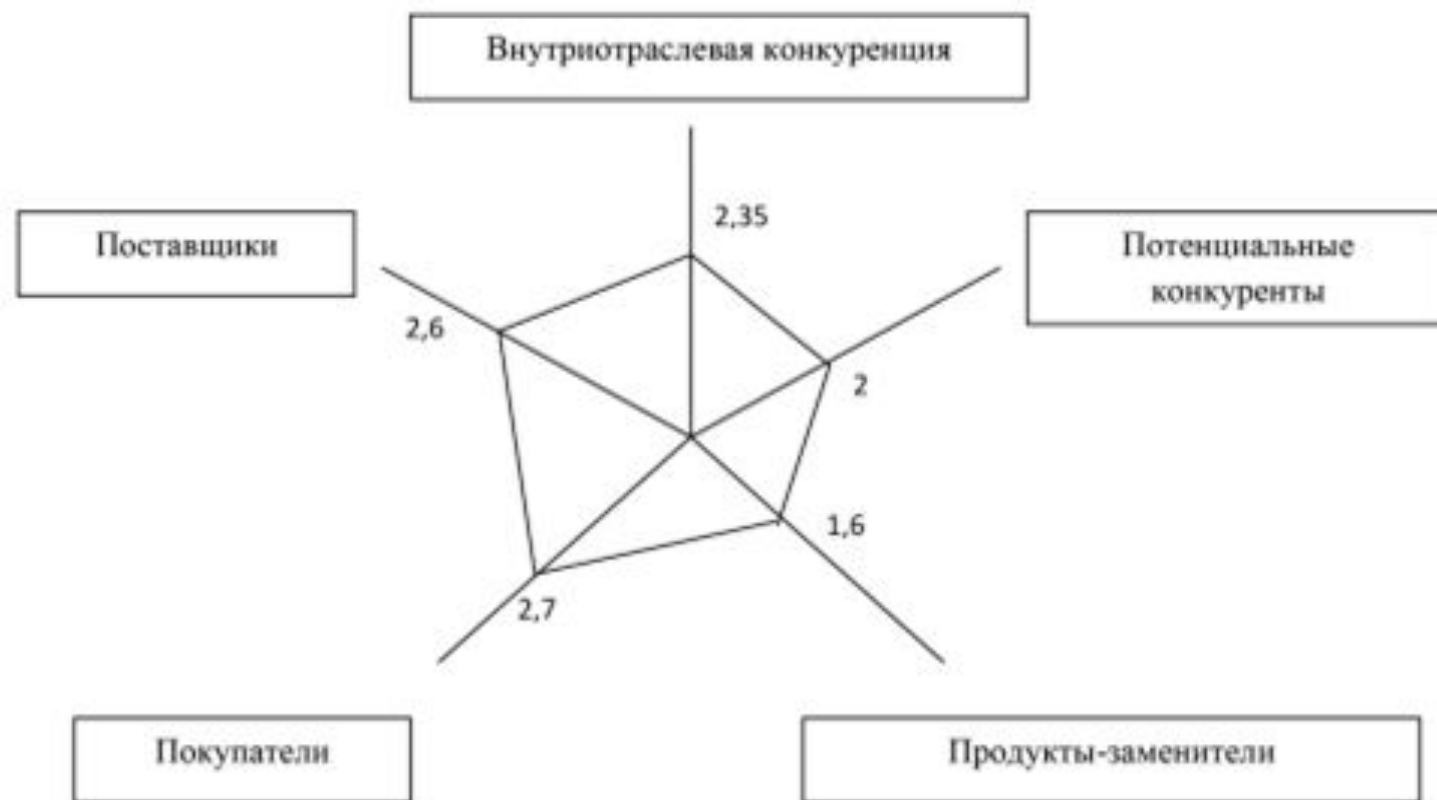 Внутриотраслевая конкуренция
2,35
Поставщики
Потенциальные
конкуренты
2,6
2
1,6
2,7
Покупатели
Продукты-заменители